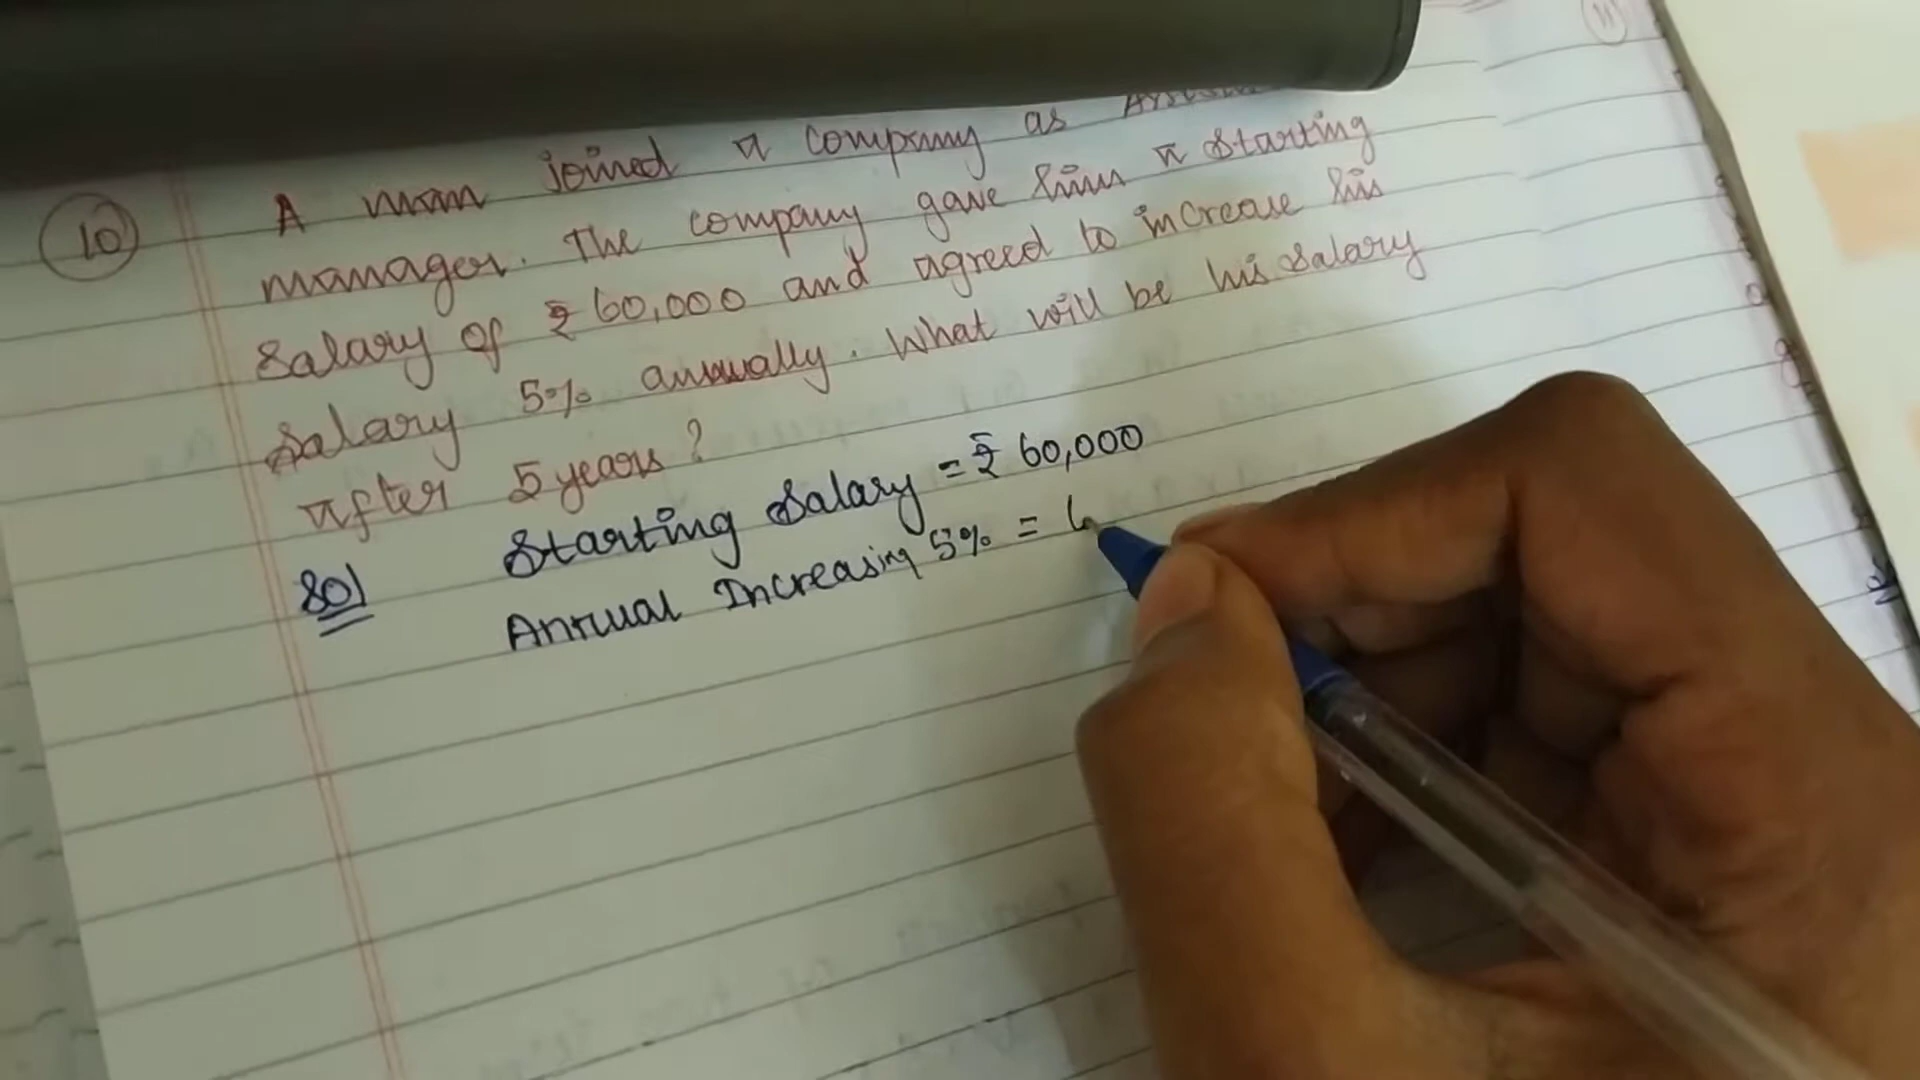 10 A man joined a company as
manager. The company gave him a starting
salary of ₹ 60,000 and agreed to increase his
salary 5% annually. What will be his salary
after 5 years?
Sol Starting Salary = ₹ 60,000
Annual Increasing 5% = 6
11